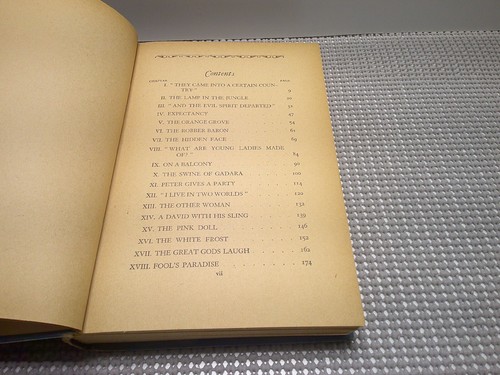 Contents
CHAPTER PAGE
I. "THEY CAME INTO A CERTAIN COUN-
TRY" 9
II. THE LAMP IN THE JUNGLE 20
III. "AND THE EVIL SPIRIT DEPARTED" 32
IV. EXPECTANCY 47
V. THE ORANGE GROVE 54
VI. THE ROBBER BARON 62
VII. THE HIDDEN FACE 69
VIII. "WHAT ARE YOUNG LADIES MADE
OF?" 84
IX. ON A BALCONY 90
X. THE SWINE OF GADARA 100
XI. PETER GIVES A PARTY 114
XII. "I LIVE IN TWO WORLDS" 120
XIII. THE OTHER WOMAN 132
XIV. A DAVID WITH HIS SLING 139
XV. THE PINK DOLL 146
XVI. THE WHITE FROST 152
XVII. THE GREAT GODS LAUGH 162
XVIII. FOOL'S PARADISE 174
vii